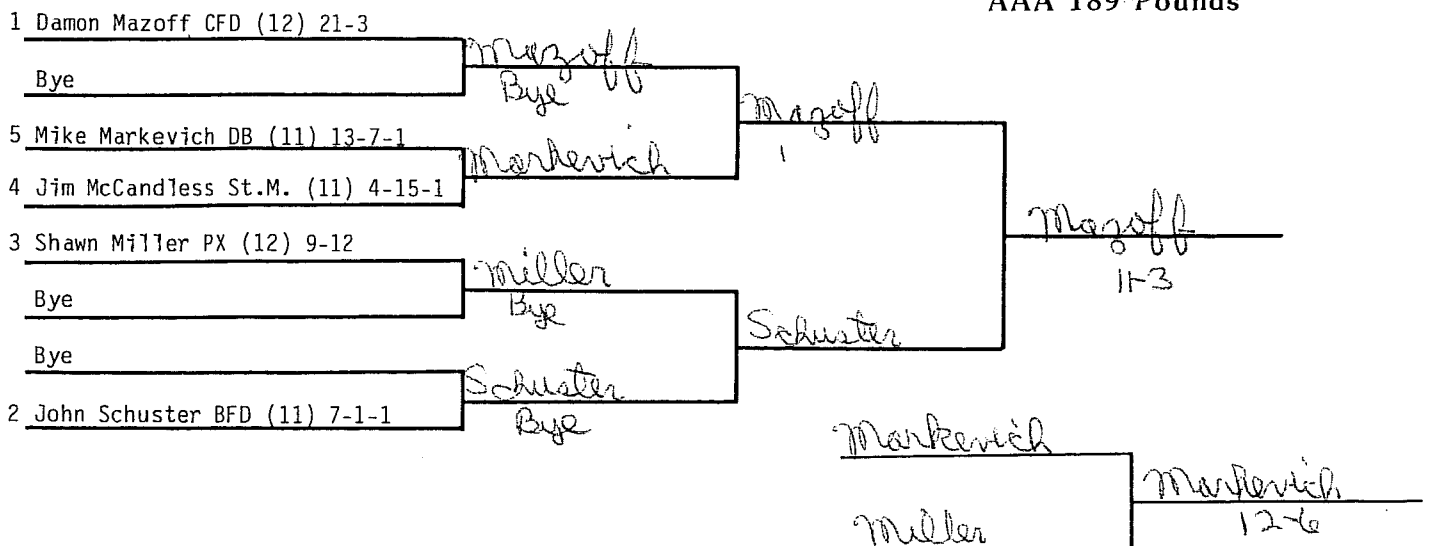 AAA 189 Pounds
1 Damon Mazoff CFD (12) 21-3
Mazoff
Bye
Bye
Mazoff
1
5 Mike Markevich DB (11) 13-7-1
Markevich
4 Jim McCandless St.M. (11) 4-15-1
Mazoff
11-3
3 Shawn Miller PX (12) 9-12
Miller
Bye
Bye
Schuster
Bye
Schuster
Bye
2 John Schuster BFD (11) 7-1-1
Markevich
Markevich
12-6
Miller